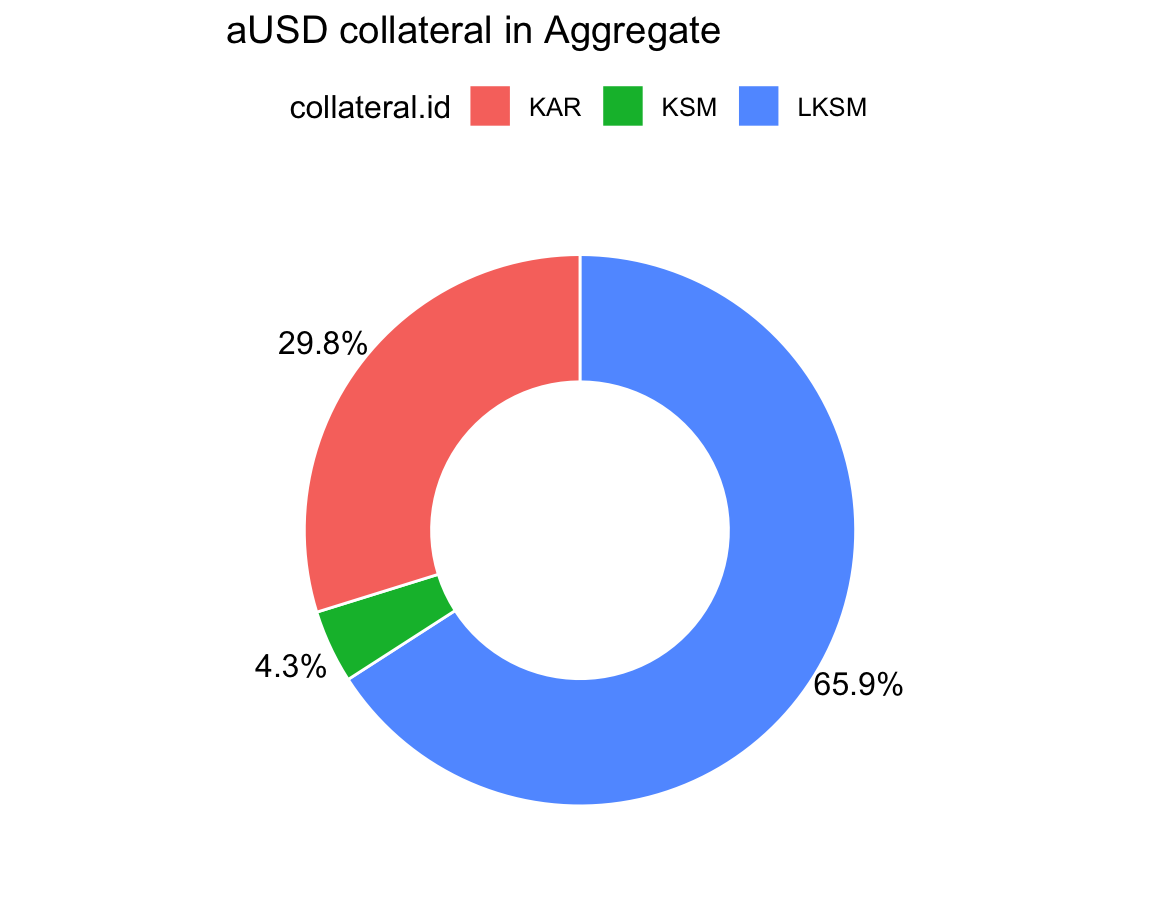 aUSD collateral in Aggregate
collateral.id KAR KSM LKSM
29.8%
4.3%
65.9%